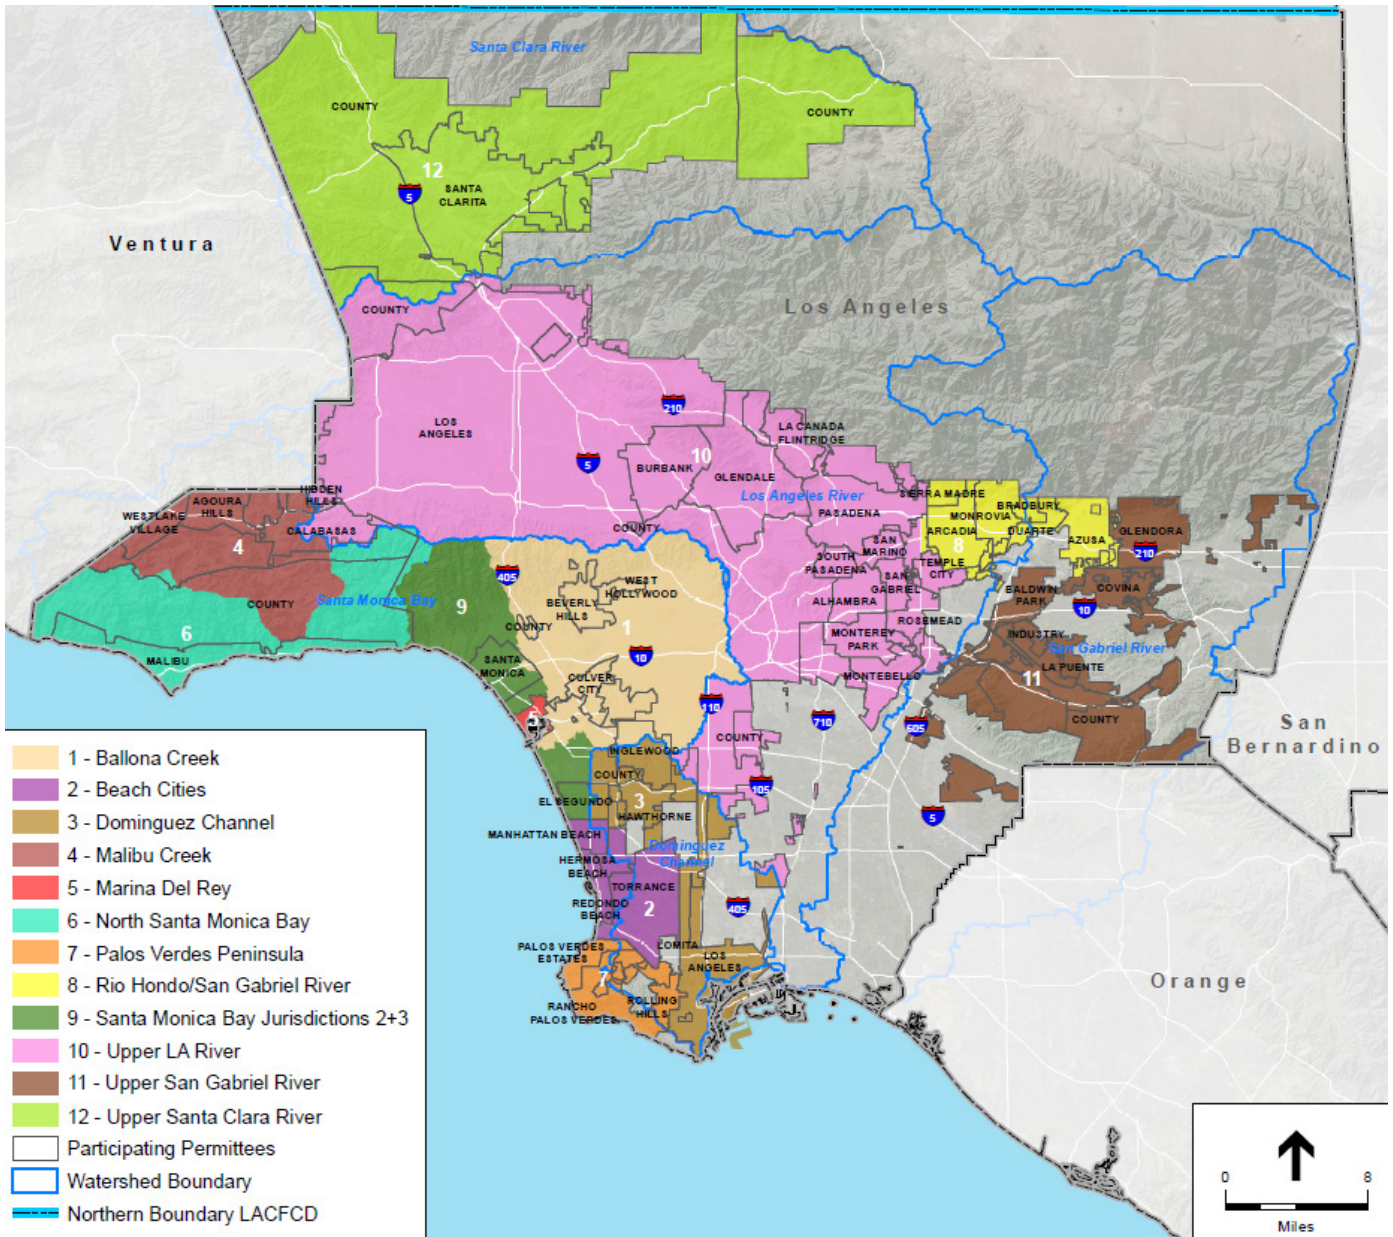 Santa Clara River
COUNTY
COUNTY
12
5
SANTA
CLARITA
Ventura
Los Angeles
COUNTY
210
LOS
ANGELES
LA CANADA
FLINTRIDGE
10
5
BURBANK
GLENDALE
Los Angeles River
PASADENA
HIDDEN
HILLS
AGOURA
HILLS
WESTLAKE
VILLAGE
CALABASAS
4
COUNTY
COUNTY
SIERRA MADRE
BRADBURY
MONROVIA
ARCADIA
DUARTE
8
AZUSA
GLENDORA
210
SAN
MARINO
SOUTH
PASADENA
TEMPLE
CITY
SAN
GABRIEL
ALHAMBRA
ROSEMEAD
MONTEREY
PARK
MONTEBELLO
BALDWIN
PARK
COVINA
10
INDUSTRY
San Gabriel River
LA PUENTE
11
COUNTY
405
WEST
HOLLYWOOD
BEVERLY
HILLS
COUNTY
1
10
CULVER
CITY
Santa Monica Bay
9
6
MALIBU
SANTA
MONICA
5
110
710
605
COUNTY
105
5
INGLEWOOD
COUNTY
3
EL SEGUNDO
HAWTHORNE
MANHATTAN BEACH
Dominguez
Channel
HERMOSA
BEACH
TORRANCE
REDONDO
BEACH
2
405
LOMITA
PALOS VERDES
ESTATES
LOS
ANGELES
7
ROLLING
HILLS
RANCHO
PALOS VERDES
San
Bernardino
Orange
1 - Ballona Creek
2 - Beach Cities
3 - Dominguez Channel
4 - Malibu Creek
5 - Marina Del Rey
6 - North Santa Monica Bay
7 - Palos Verdes Peninsula
8 - Rio Hondo/San Gabriel River
9 - Santa Monica Bay Jurisdictions 2+3
10 - Upper LA River
11 - Upper San Gabriel River
12 - Upper Santa Clara River
Participating Permittees
Watershed Boundary
Northern Boundary LACFCD
0 8
Miles